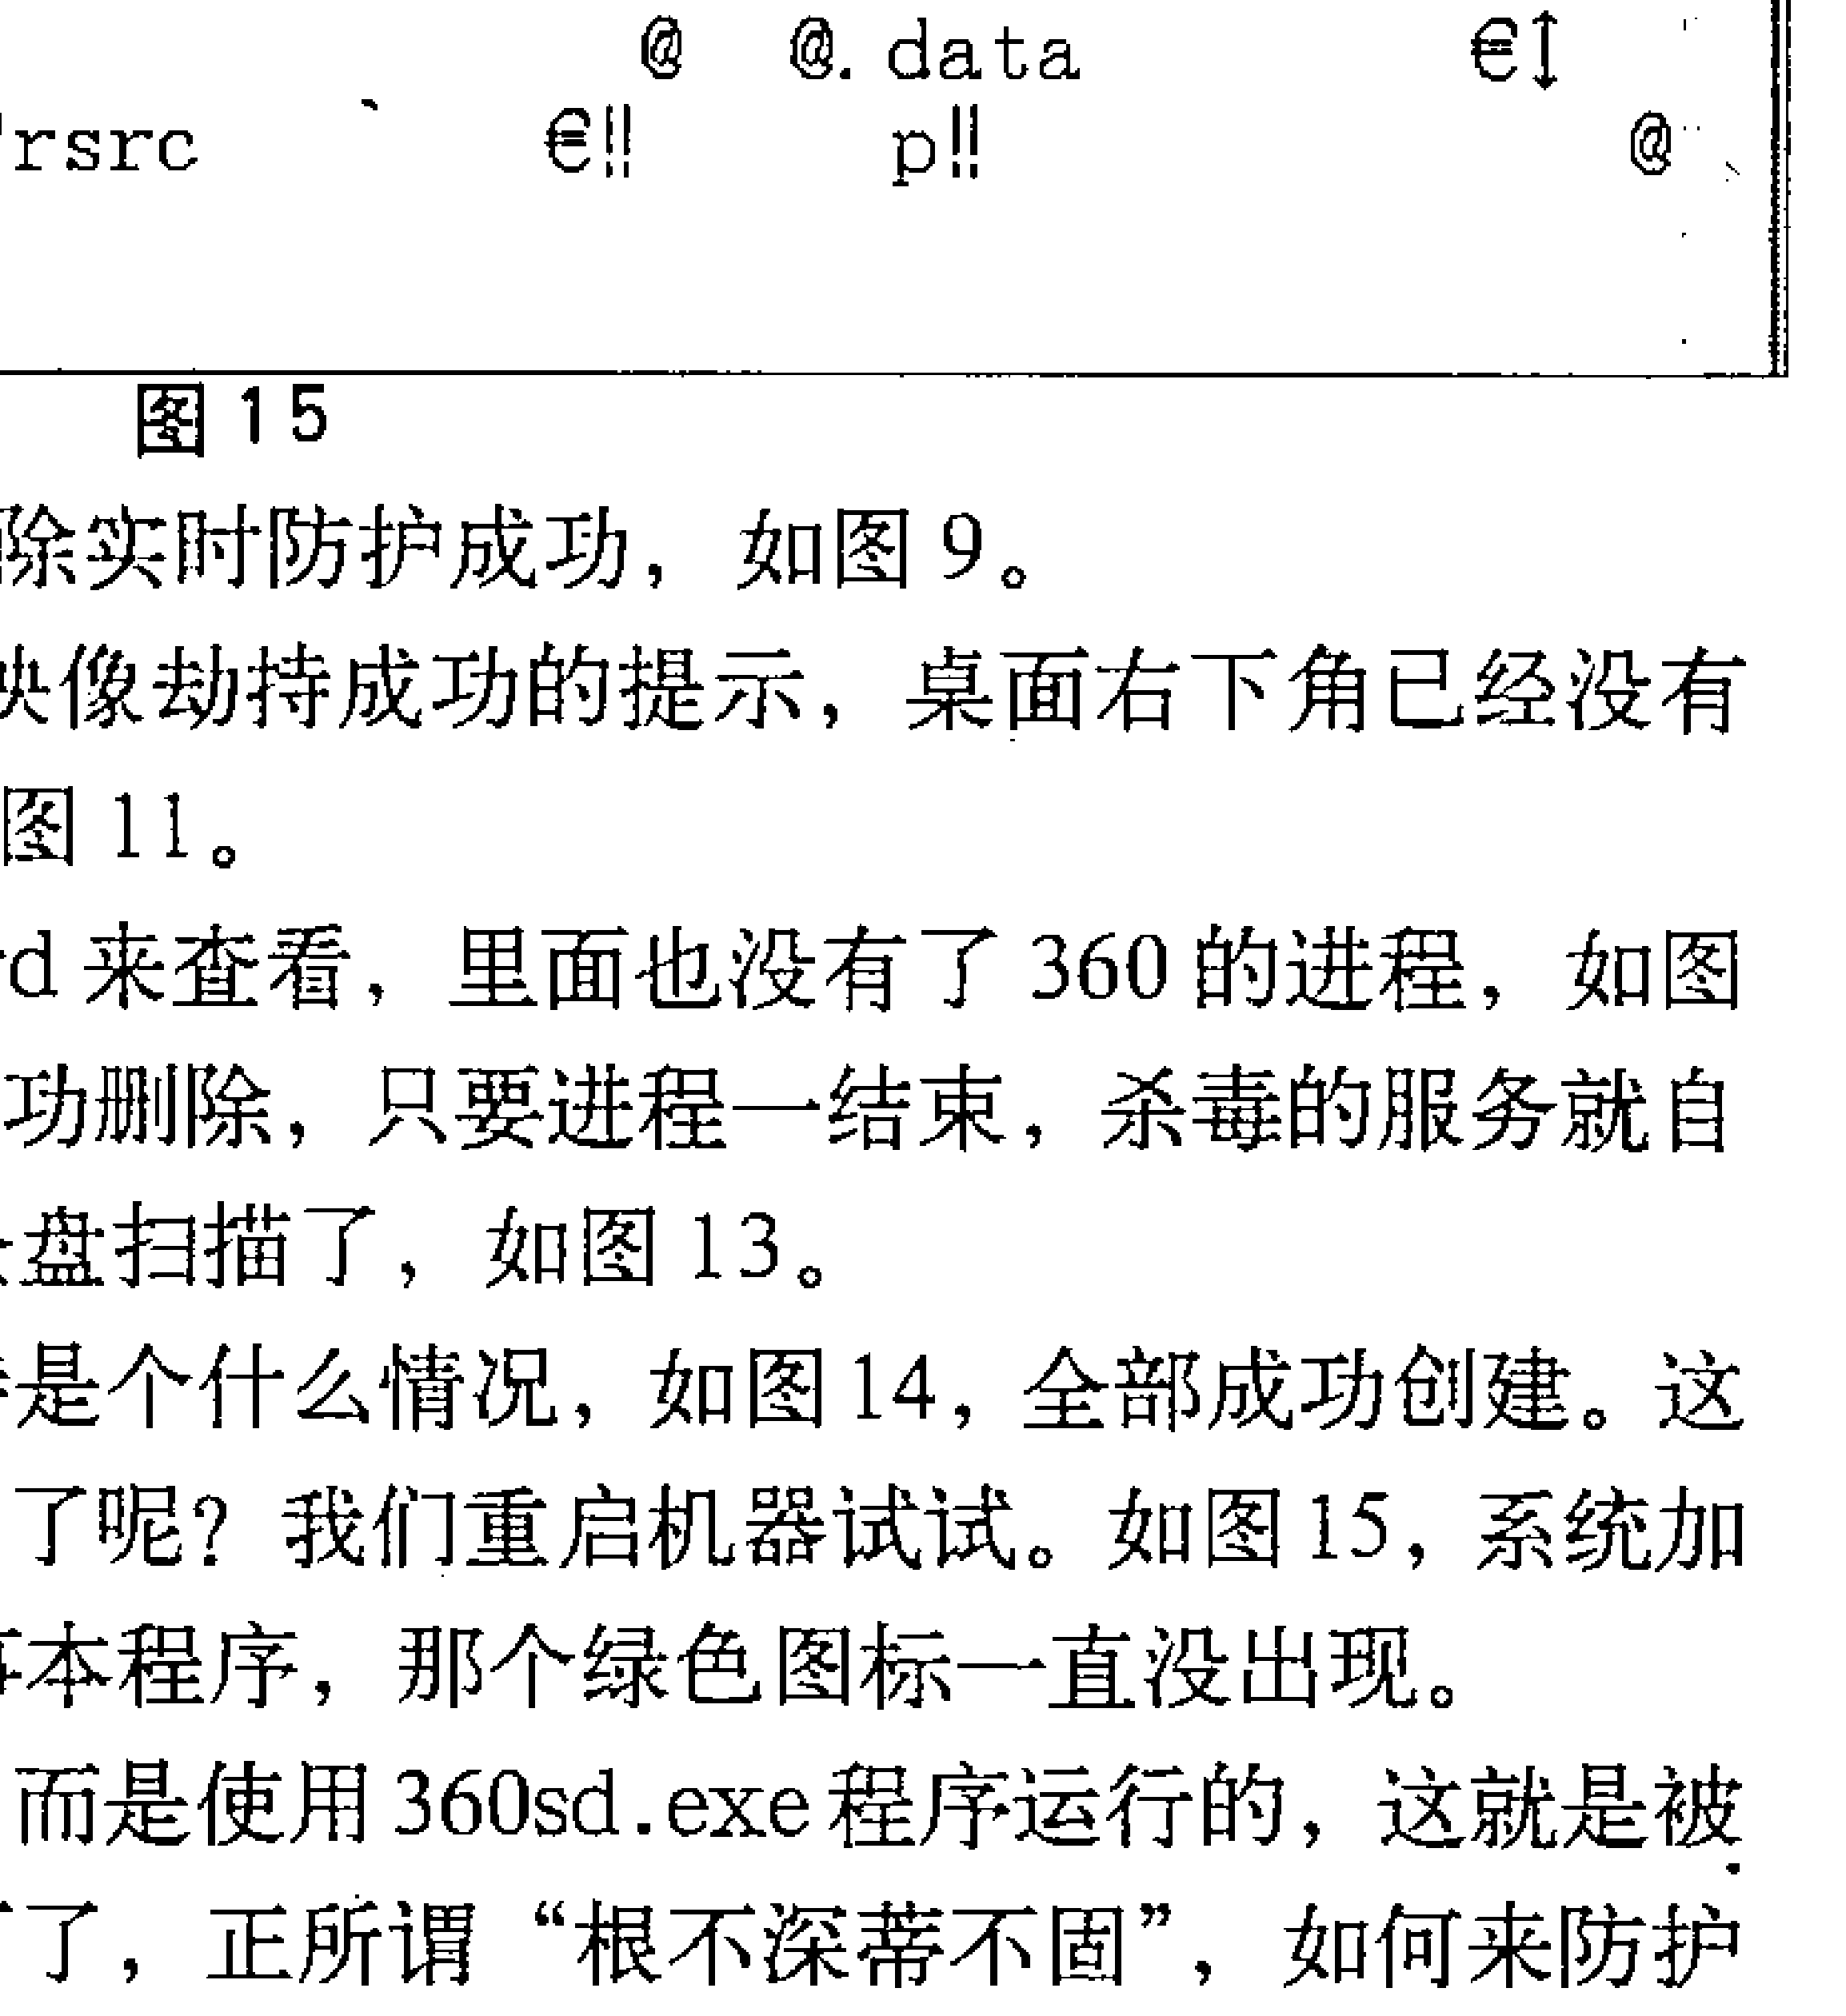 @ @. data €↕
rsrc ` €‼ p‼ @
图 15
除实时防护成功，如图 9。
映像劫持成功的提示，桌面右下角已经没有
图 11。
rd 来查看，里面也没有了 360 的进程，如图
功删除，只要进程一结束，杀毒的服务就自
盘扫描了，如图 13。
是个什么情况，如图 14，全部成功创建。这
了呢？我们重启机器试试。如图 15，系统加
本程序，那个绿色图标一直没出现。
而是使用 360sd.exe 程序运行的，这就是被
了，正所谓“根不深蒂不固”，如何来防护